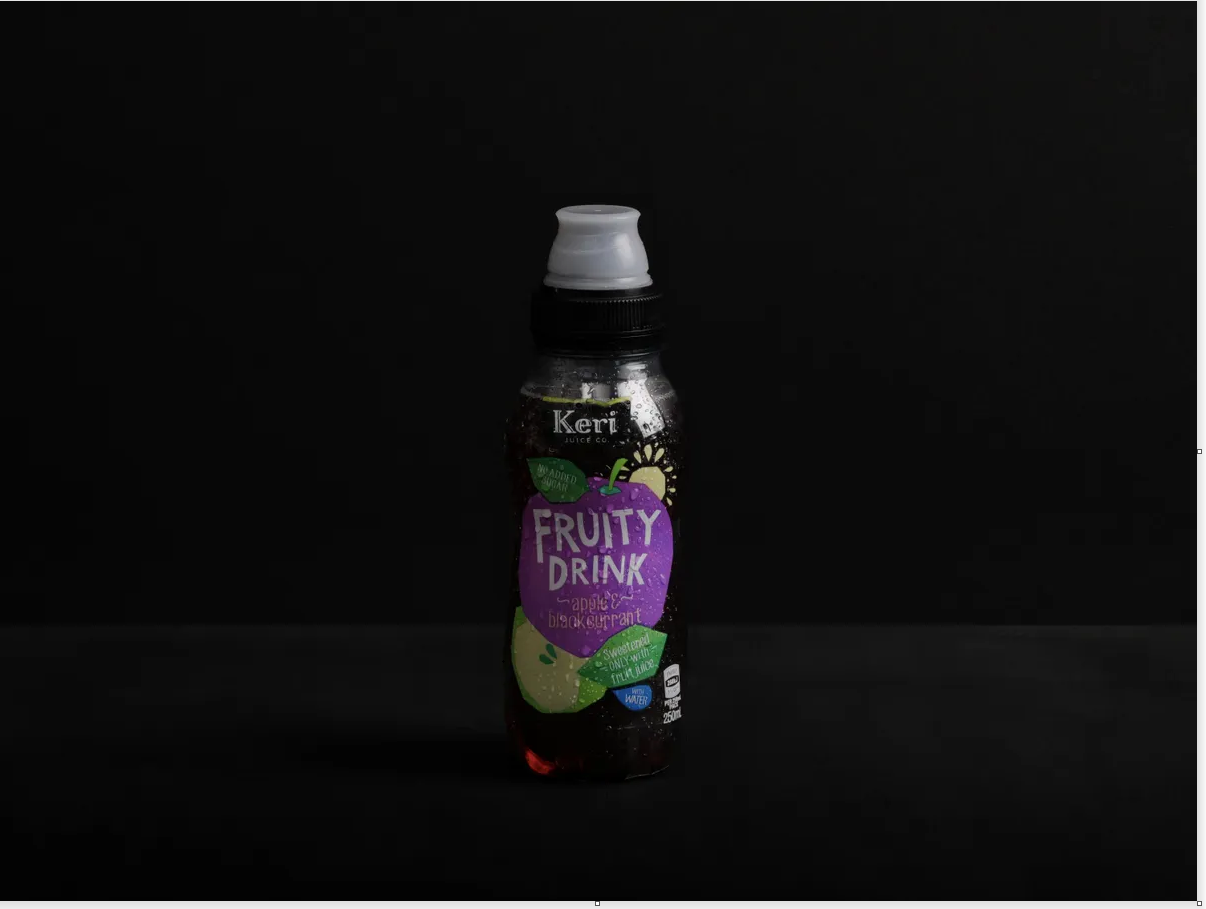 Keri
JUICE CO.
NO ADDED
SUGAR
FRUITY
DRINK
apple &
blackcurrant
Sweetened
ONLY with
fruit juice
WITH
WATER
250mL